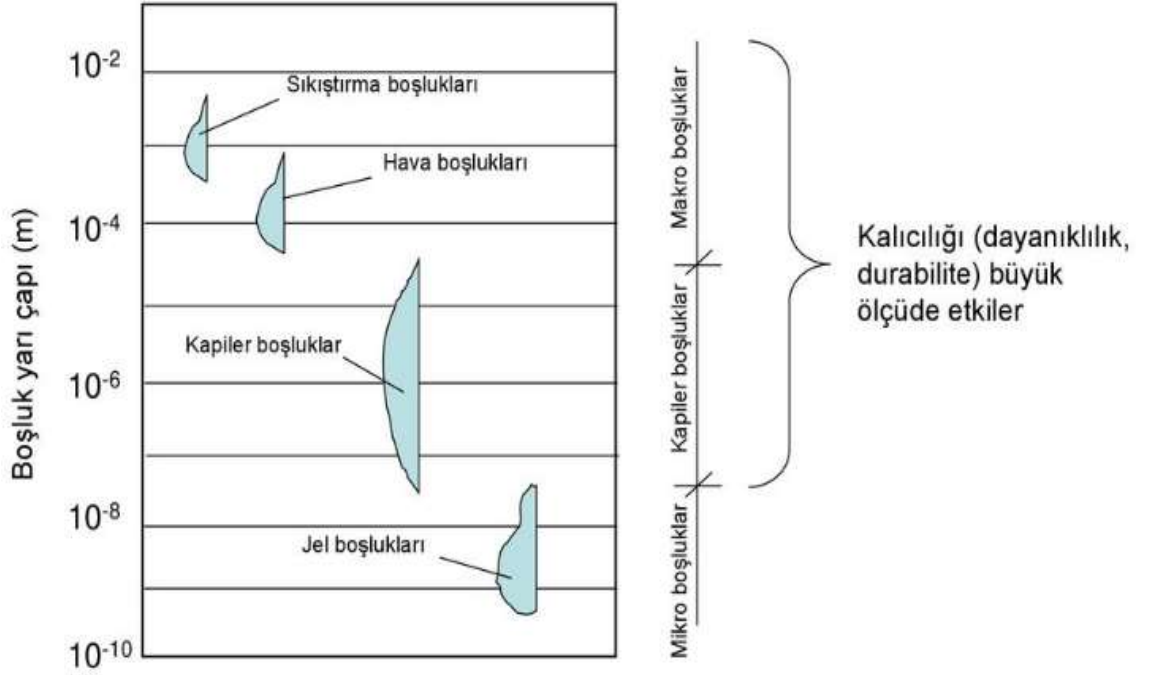 Boşluk yarı çapı (m)
10-2
10-4
10-6
10-8
10-10
Sıkıştırma boşlukları
Hava boşlukları
Kapiler boşluklar
Jel boşlukları
Makro boşluklar
Kapiler boşluklar
Mikro boşluklar
Kalıcılığı (dayanıklılık,
durabilite) büyük
ölçüde etkiler